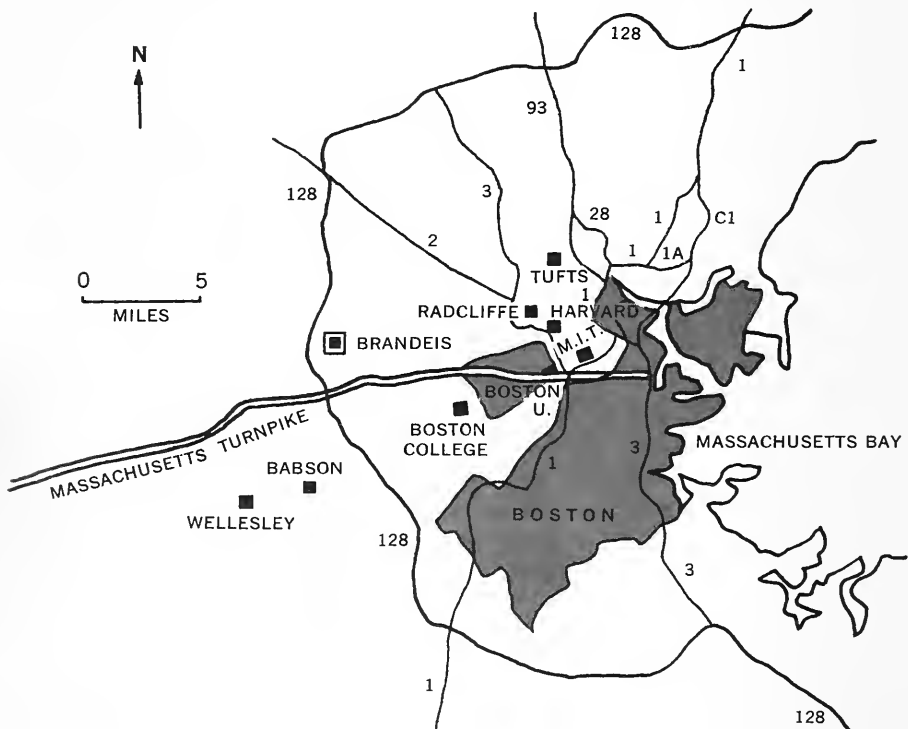 128
1
N
93
128
3
28
1
C1
2
1
1A
0 5
MILES
TUFTS
1
RADCLIFFE
HARVARD
M.I.T.
BRANDEIS
BOSTON
U.
BOSTON
COLLEGE
MASSACHUSETTS TURNPIKE
MASSACHUSETTS BAY
BABSON
1
3
WELLESLEY
BOSTON
128
3
1
128